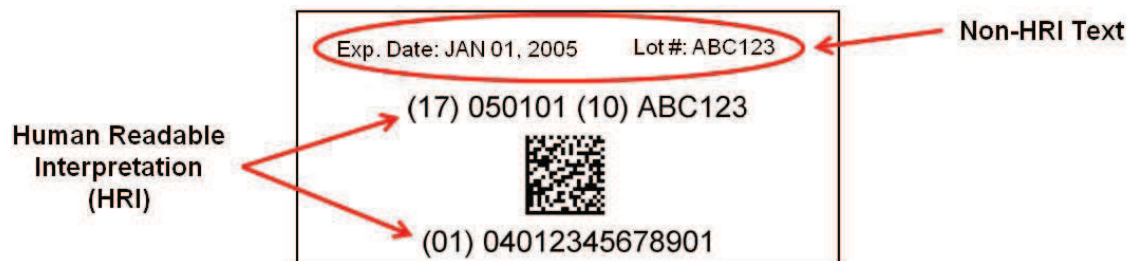 Exp. Date: JAN 01, 2005 Lot #: ABC123
Non-HRI Text
(17) 050101 (10) ABC123
Human Readable
Interpretation
(HRI)
(01) 04012345678901